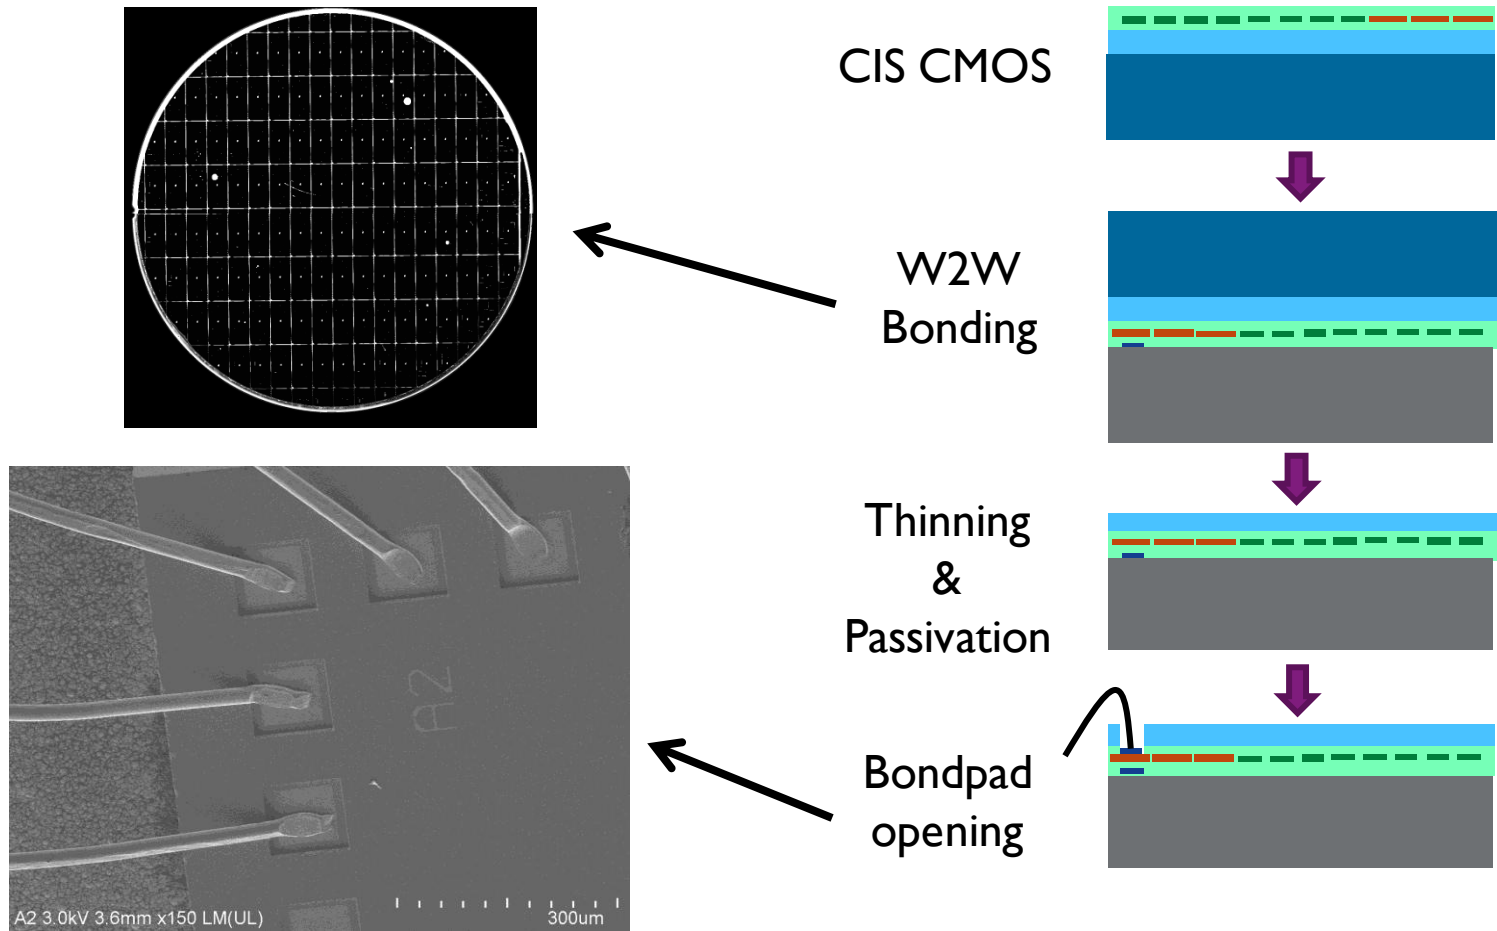 CIS CMOS
W2W
Bonding
Thinning
&
Passivation
Bondpad
opening
A2
A2 3.0kV 3.6mm x150 LM(UL)
300um